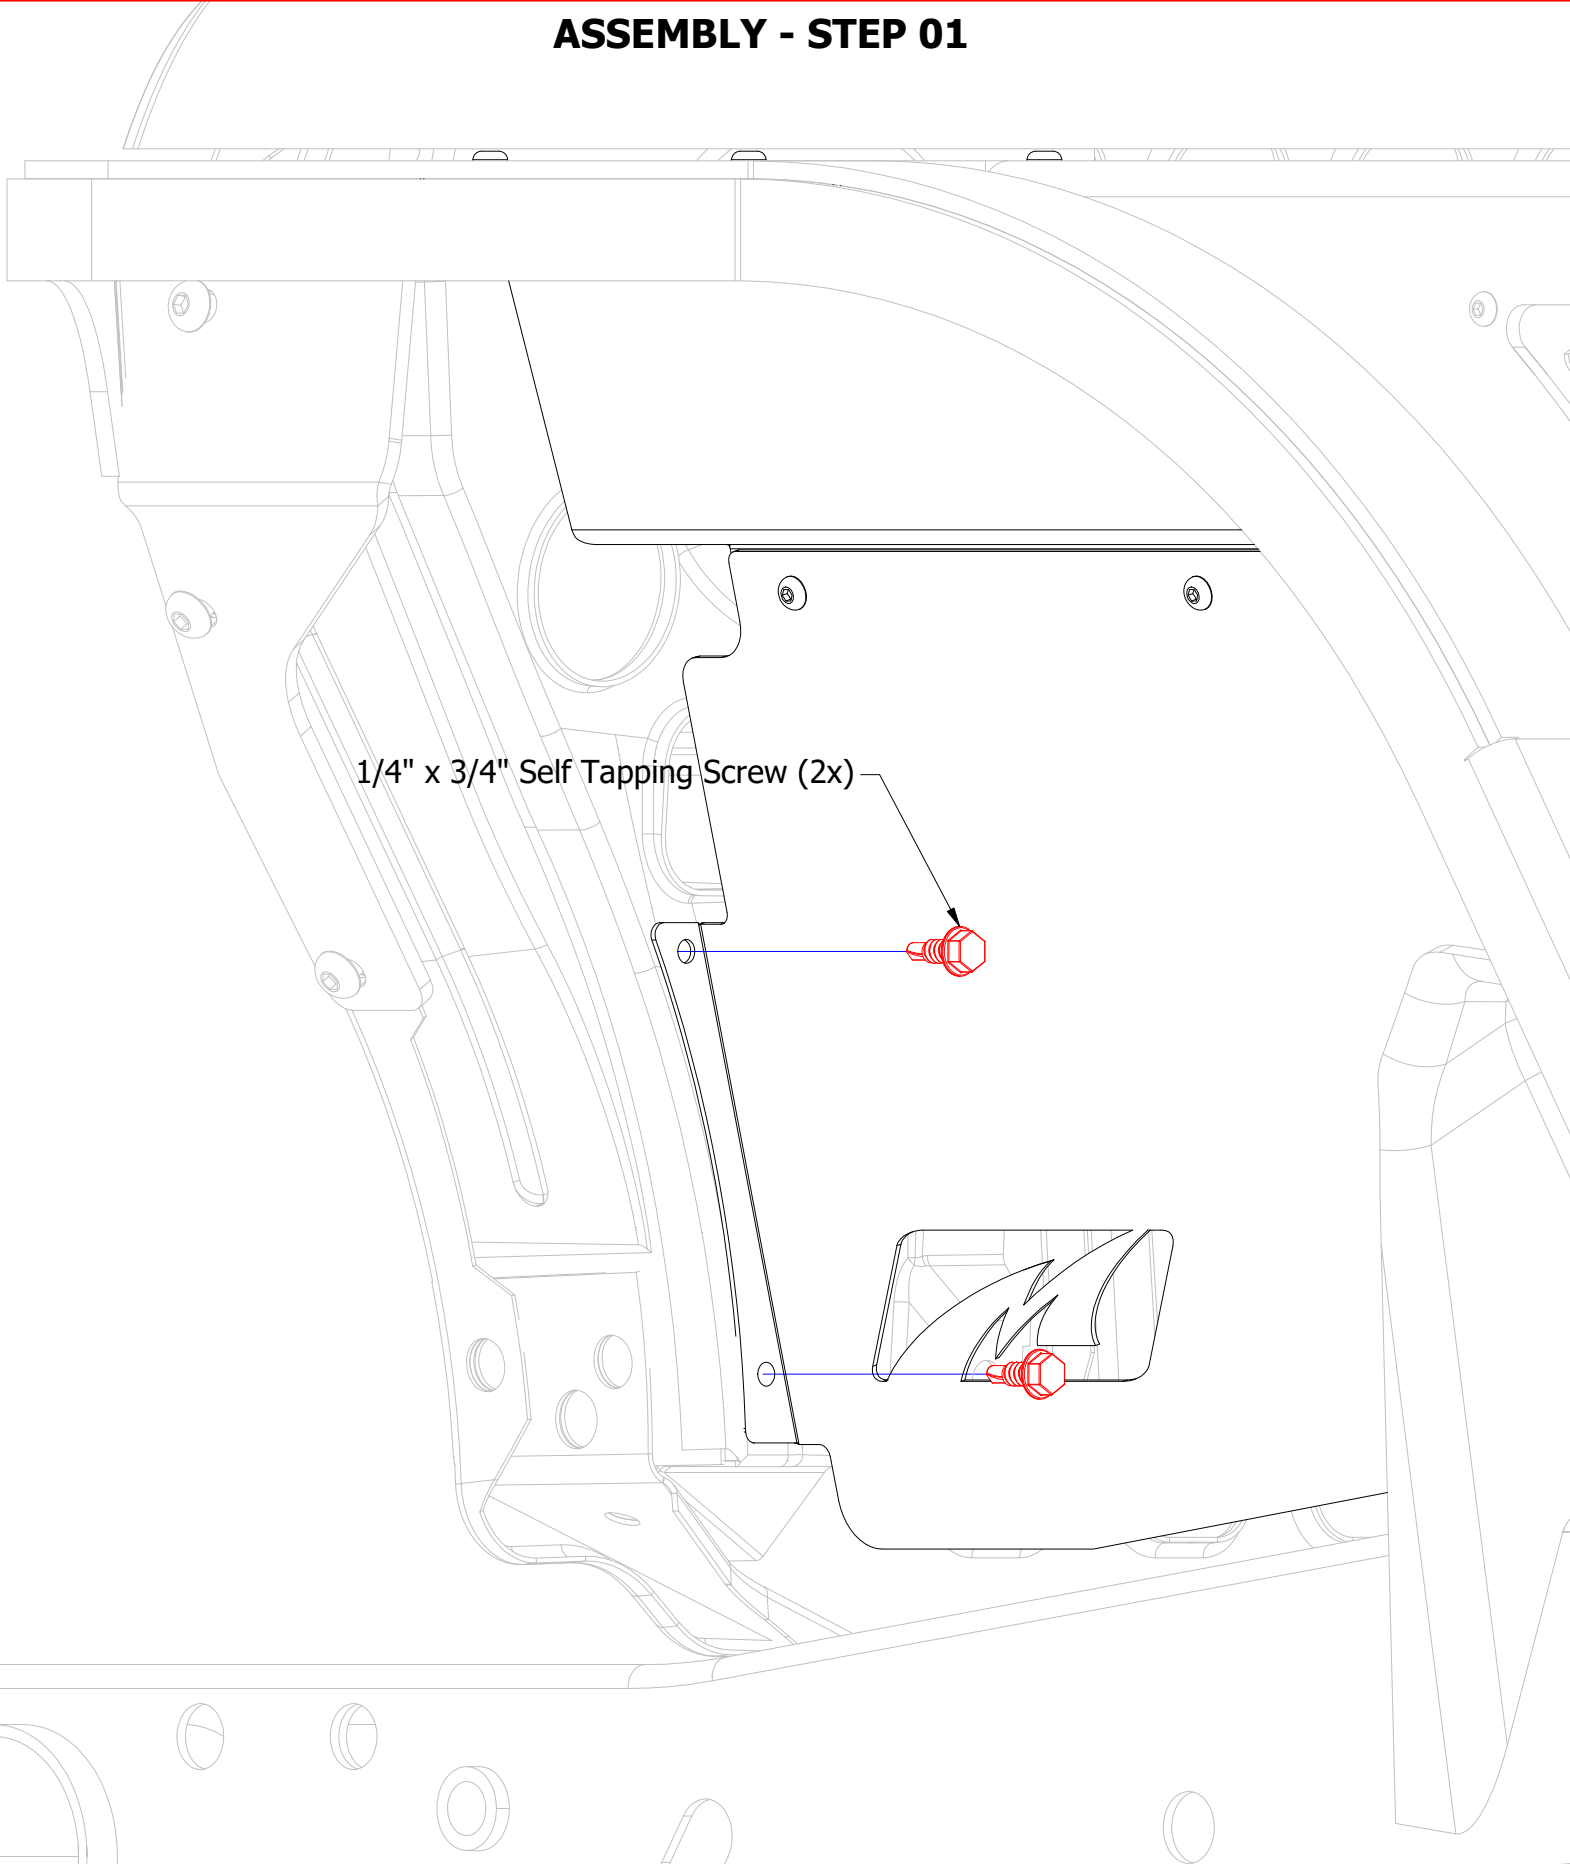 ASSEMBLY - STEP 01
1/4" x 3/4" Self Tapping Screw (2x)